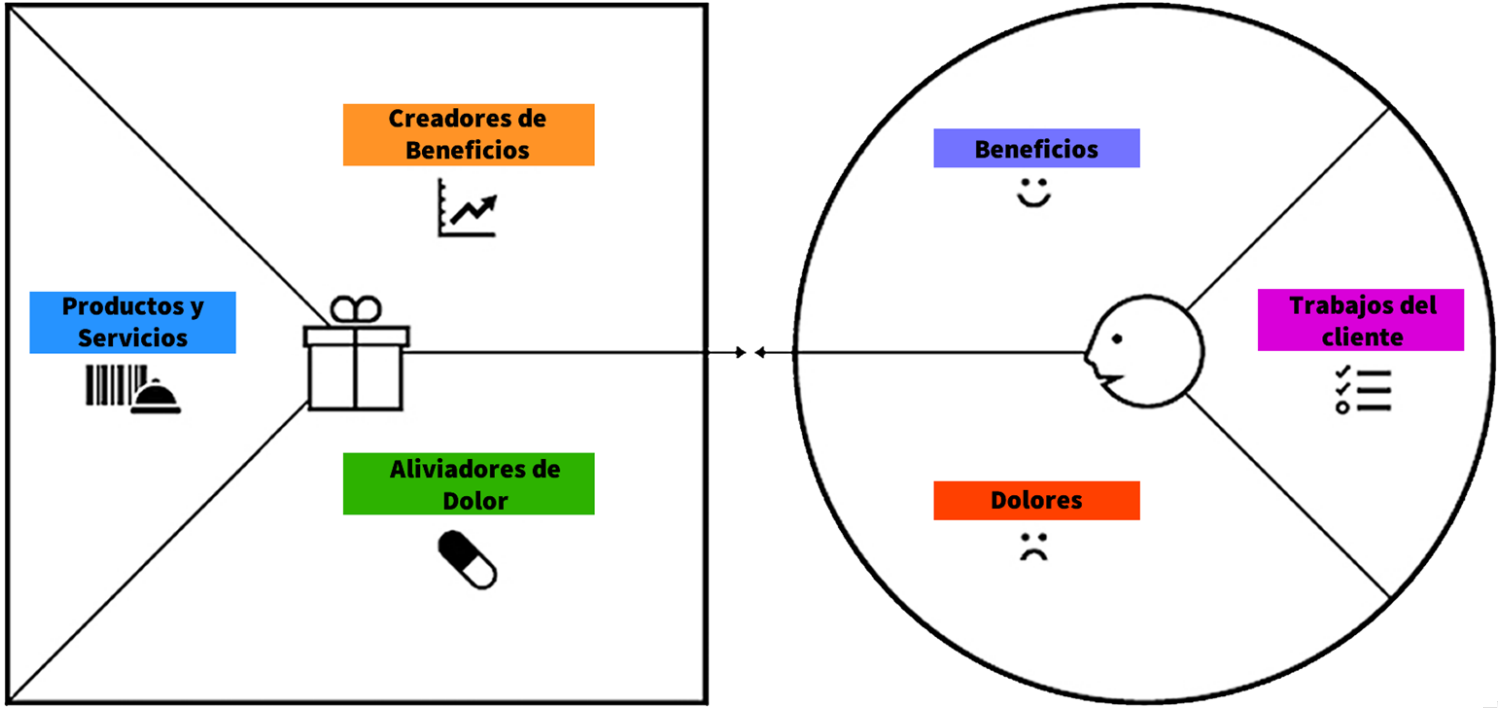 Creadores de
Beneficios
Productos y
Servicios
Aliviadores de
Dolor
Beneficios
Trabajos del
cliente
Dolores